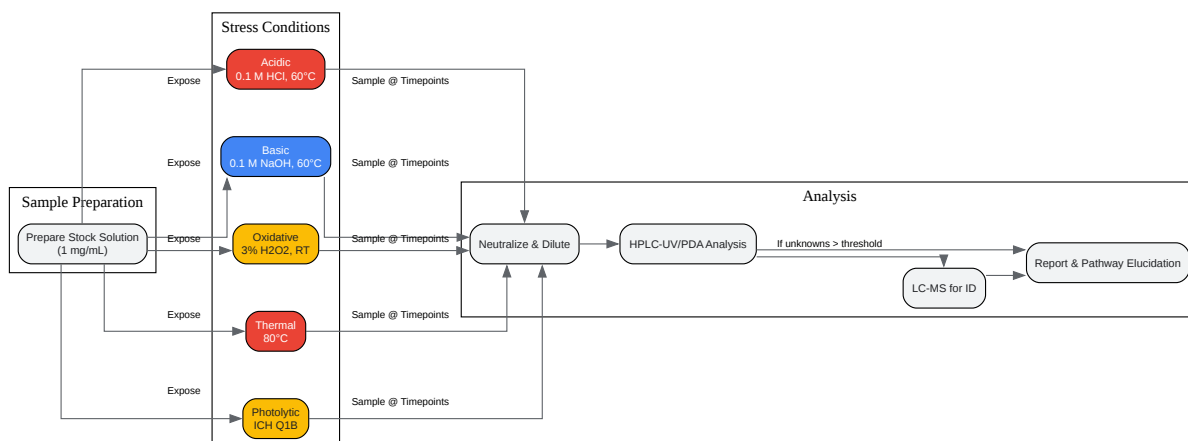 Stress Conditions
Acidic
0.1 M HCl, 60°C
Expose
Sample @ Timepoints
Basic
0.1 M NaOH, 60°C
Expose
Sample @ Timepoints
Sample Preparation
Analysis
Prepare Stock Solution
(1 mg/mL)
Expose
Oxidative
3% H2O2, RT
Sample @ Timepoints
Neutralize & Dilute
HPLC-UV/PDA Analysis
If unknowns > threshold
Report & Pathway Elucidation
LC-MS for ID
Expose
Thermal
80°C
Sample @ Timepoints
Expose
Photolytic
ICH Q1B
Sample @ Timepoints